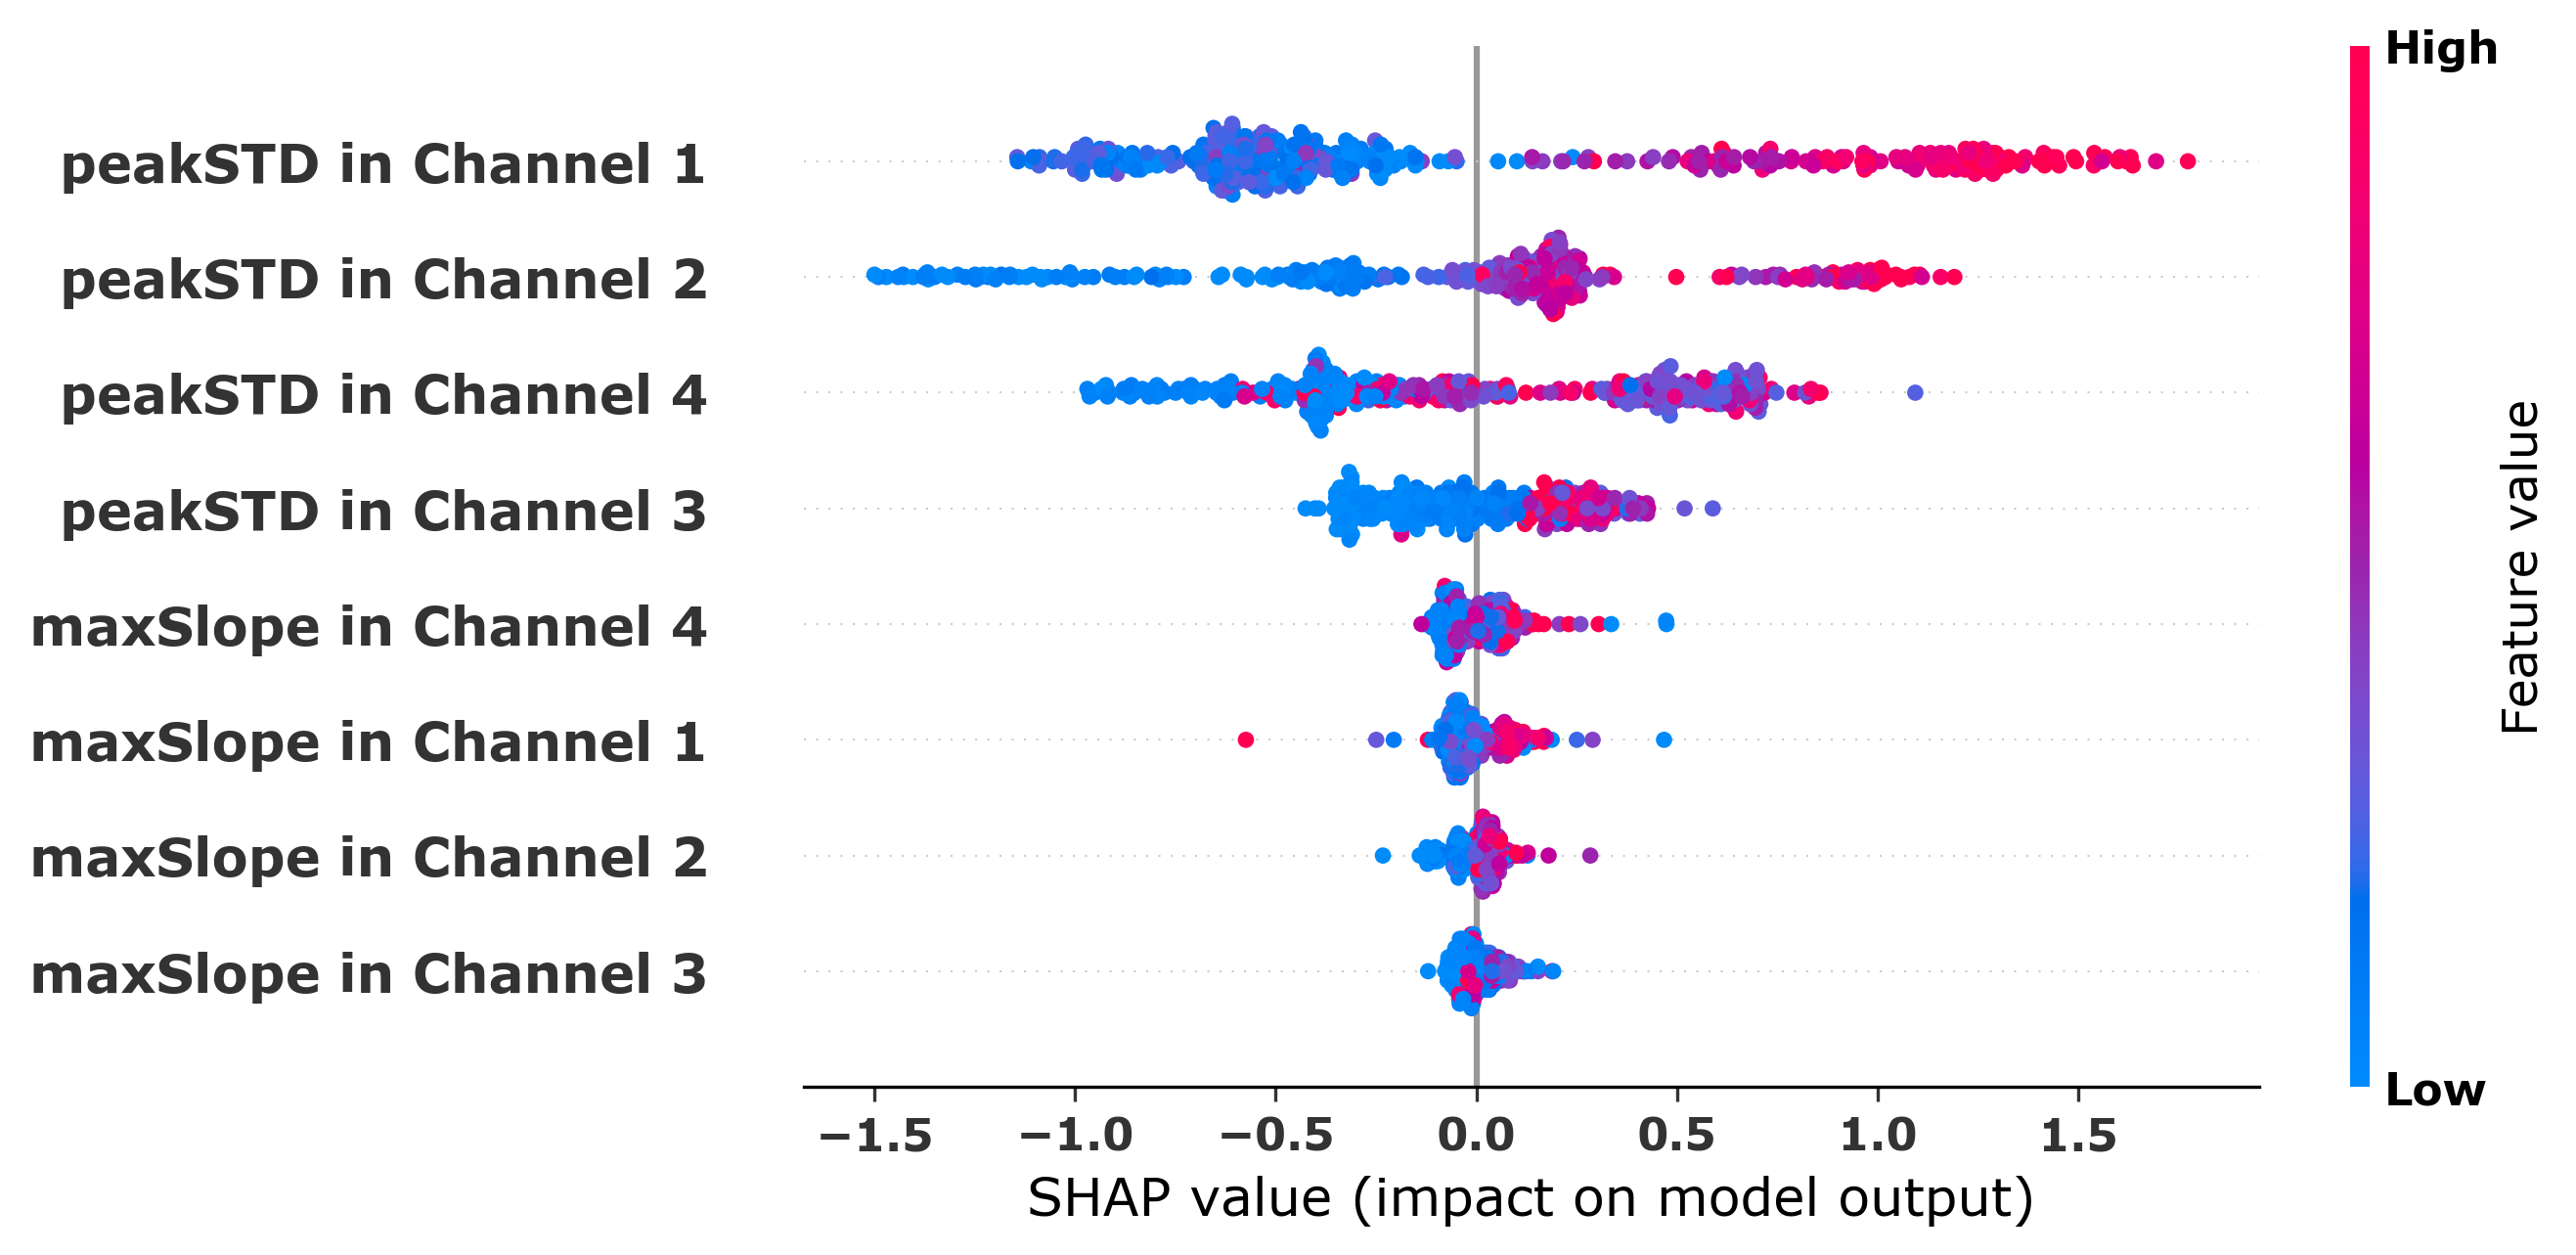 High
peakSTD in Channel 1
peakSTD in Channel 2
peakSTD in Channel 4
peakSTD in Channel 3
maxSlope in Channel 4
maxSlope in Channel 1
maxSlope in Channel 2
maxSlope in Channel 3
Feature value
Low
−1.5 −1.0 −0.5 0.0 0.5 1.0 1.5
SHAP value (impact on model output)